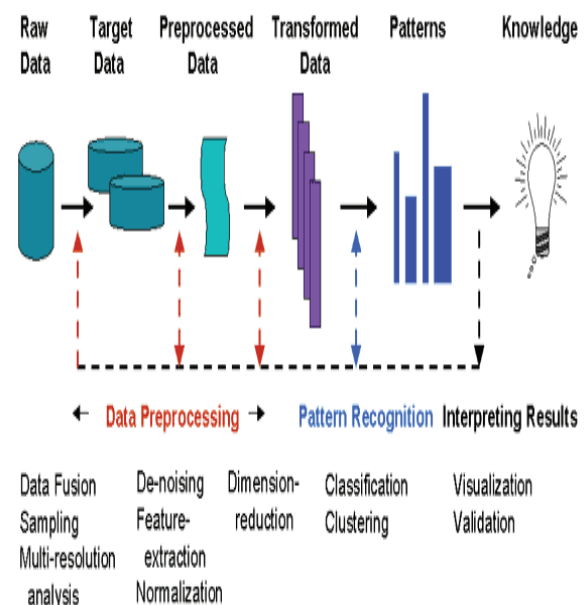 Raw Target Preprocessed Transformed Patterns Knowledge
Data Data Data Data
Data Preprocessing Pattern Recognition Interpreting Results
Data Fusion De-noising Dimension- Classification Visualization
Sampling Feature- reduction Clustering Validation
Multi-resolution extraction
analysis Normalization